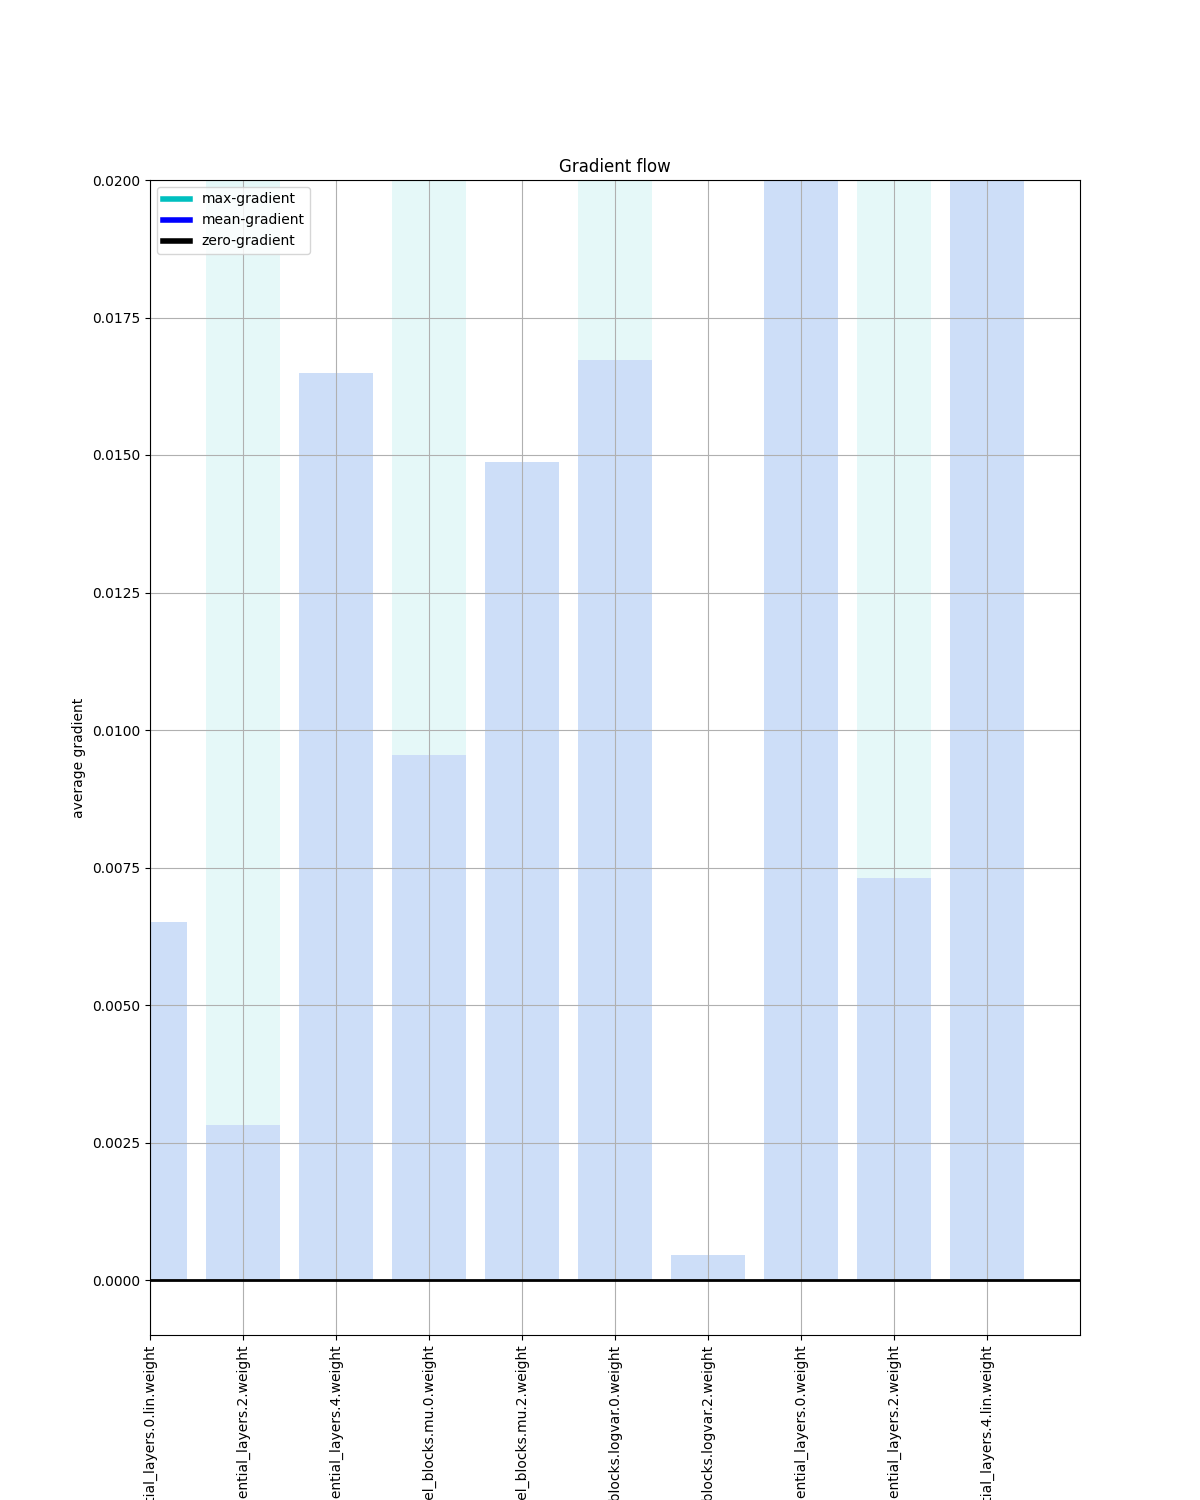 Gradient flow
max-gradient
mean-gradient
zero-gradient
0.0200
0.0175
0.0150
0.0125
0.0100
0.0075
0.0050
0.0025
0.0000
average gradient
tial_layers.0.lin.weight
ential_layers.2.weight
ential_layers.4.weight
el_blocks.mu.0.weight
el_blocks.mu.2.weight
blocks.logvar.0.weight
blocks.logvar.2.weight
ential_layers.0.weight
ential_layers.2.weight
tial_layers.4.lin.weight